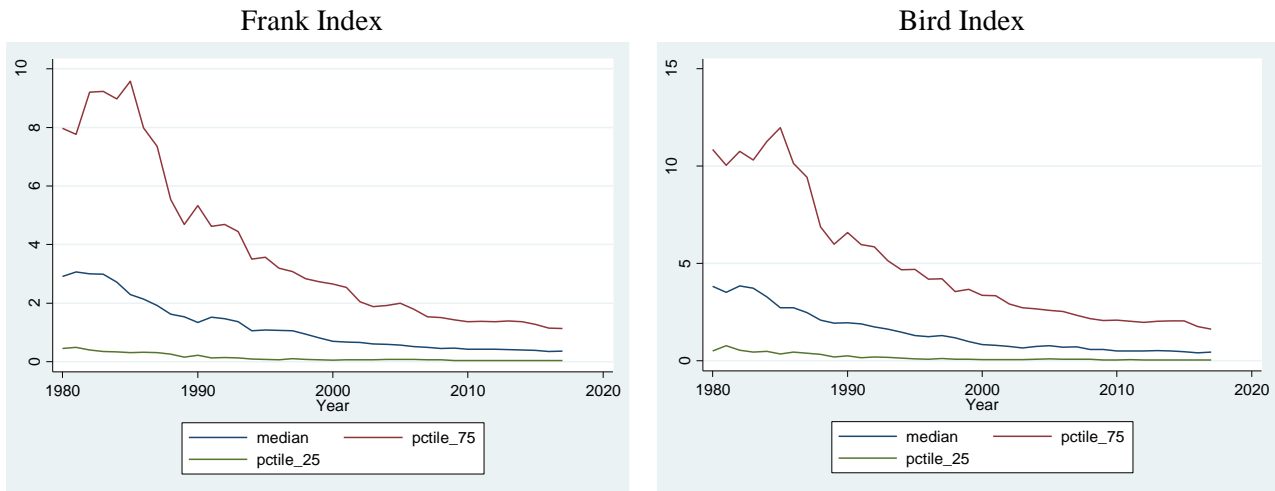 Frank Index
10
8
6
4
2
0
1980 1990 2000 2010 2020
Year
median pctile_75
pctile_25
Bird Index
15
10
5
0
1980 1990 2000 2010 2020
Year
median pctile_75
pctile_25